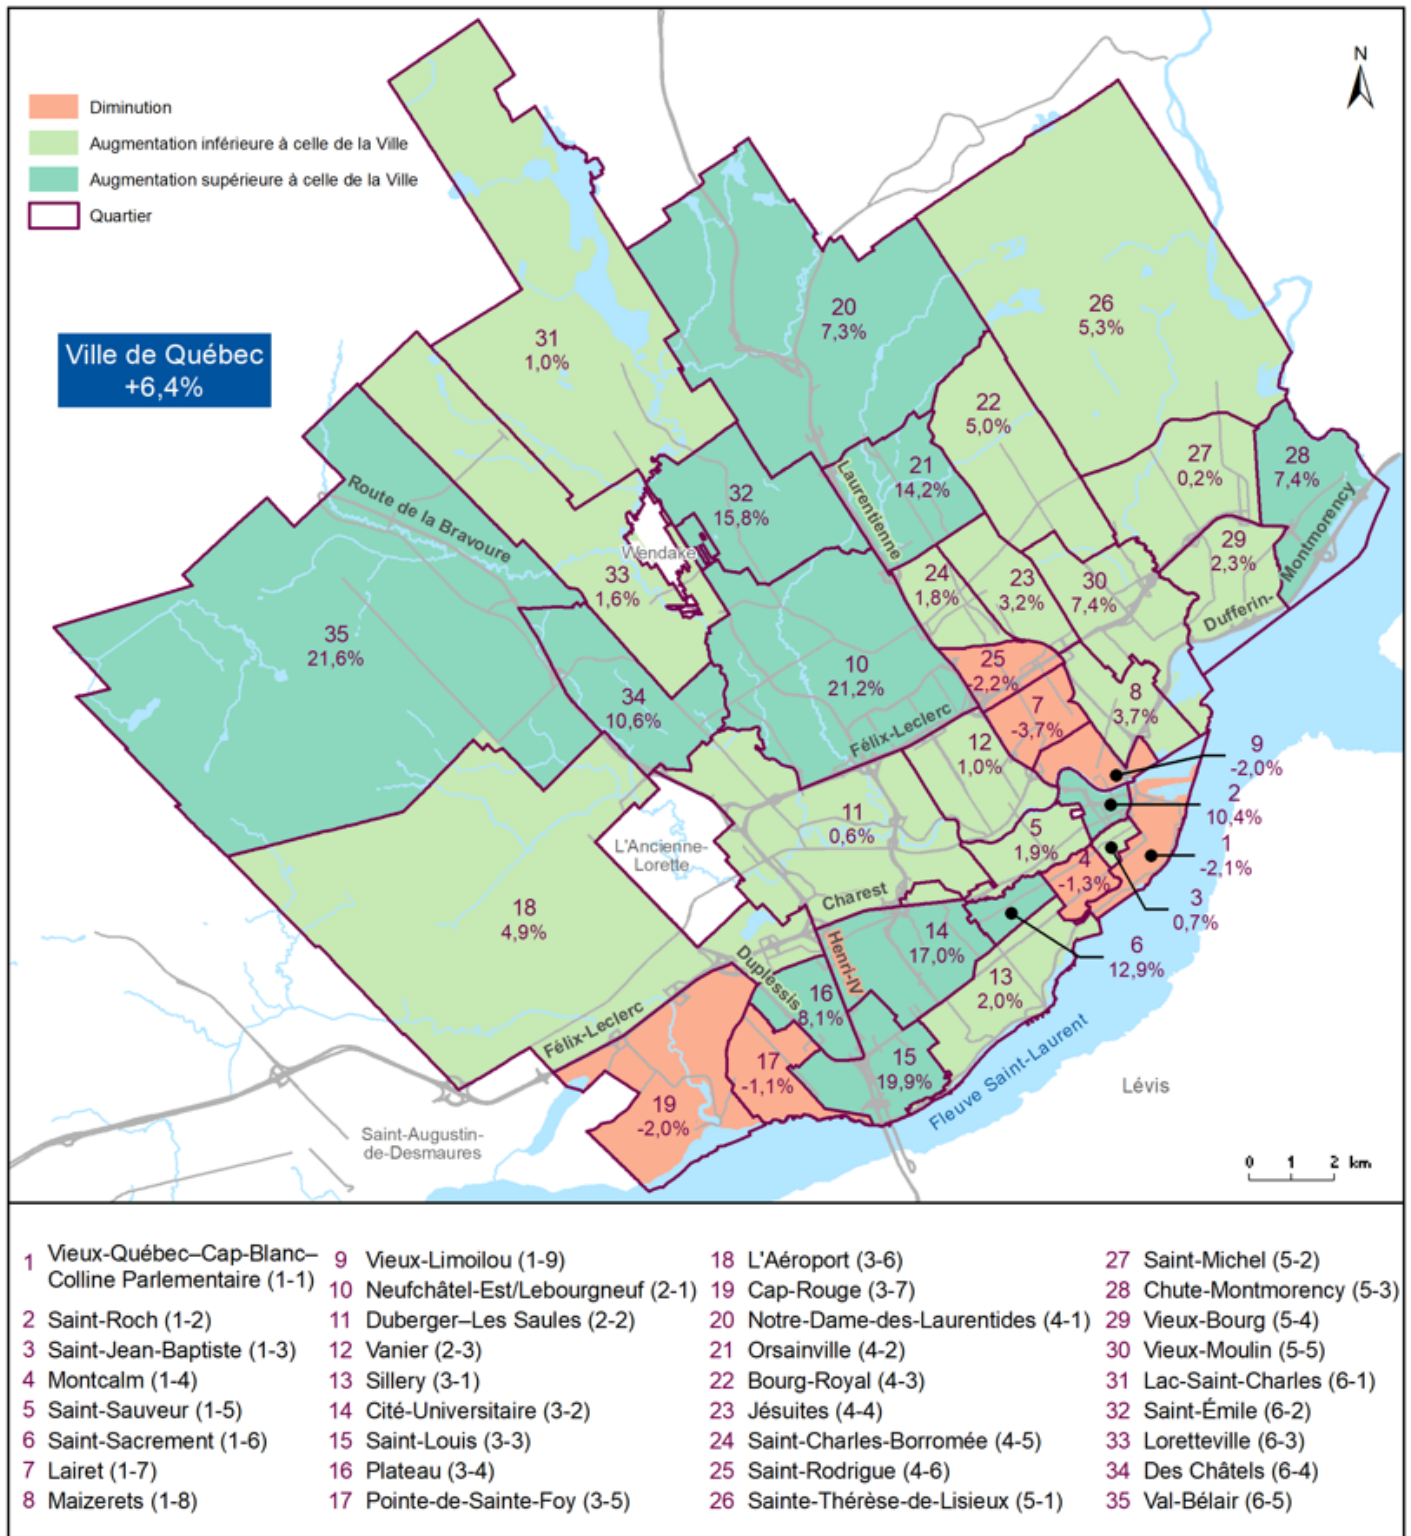 N
Diminution
Augmentation inférieure à celle de la Ville
Augmentation supérieure à celle de la Ville
Quartier
Ville de Québec
+6,4%
31
1,0%
20
7,3%
26
5,3%
22
5,0%
27
0,2%
28
7,4%
21
14,2%
32
15,8%
Laurentienne
Route de la Bravoure
Wendake
29
2,3%
Montmorency
Dufferin-
33
1,6%
24
1,8%
23
3,2%
30
7,4%
35
21,6%
34
10,6%
10
21,2%
25
-2,2%
7
-3,7%
8
3,7%
Félix-Leclerc
12
1,0%
9
-2,0%
2
10,4%
1
-2,1%
11
0,6%
5
1,9%
4
-1,3%
3
0,7%
L'Ancienne-
Lorette
Charest
18
4,9%
14
17,0%
6
12,9%
Henri-IV
Duplessis
13
2,0%
16
8,1%
Félix-Leclerc
15
19,9%
17
-1,1%
19
-2,0%
Fleuve Saint-Laurent
Lévis
Saint-Augustin-
de-Desmaures
0 1 2 km
1 Vieux-Québec–Cap-Blanc–
Colline Parlementaire (1-1)
2 Saint-Roch (1-2)
3 Saint-Jean-Baptiste (1-3)
4 Montcalm (1-4)
5 Saint-Sauveur (1-5)
6 Saint-Sacrement (1-6)
7 Lairet (1-7)
8 Maizerets (1-8)
9 Vieux-Limoilou (1-9)
10 Neufchâtel-Est/Lebourgneuf (2-1)
11 Duberger–Les Saules (2-2)
12 Vanier (2-3)
13 Sillery (3-1)
14 Cité-Universitaire (3-2)
15 Saint-Louis (3-3)
16 Plateau (3-4)
17 Pointe-de-Sainte-Foy (3-5)
18 L'Aéroport (3-6)
19 Cap-Rouge (3-7)
20 Notre-Dame-des-Laurentides (4-1)
21 Orsainville (4-2)
22 Bourg-Royal (4-3)
23 Jésuites (4-4)
24 Saint-Charles-Borromée (4-5)
25 Saint-Rodrigue (4-6)
26 Sainte-Thérèse-de-Lisieux (5-1)
27 Saint-Michel (5-2)
28 Chute-Montmorency (5-3)
29 Vieux-Bourg (5-4)
30 Vieux-Moulin (5-5)
31 Lac-Saint-Charles (6-1)
32 Saint-Émile (6-2)
33 Loretteville (6-3)
34 Des Châtels (6-4)
35 Val-Bélair (6-5)